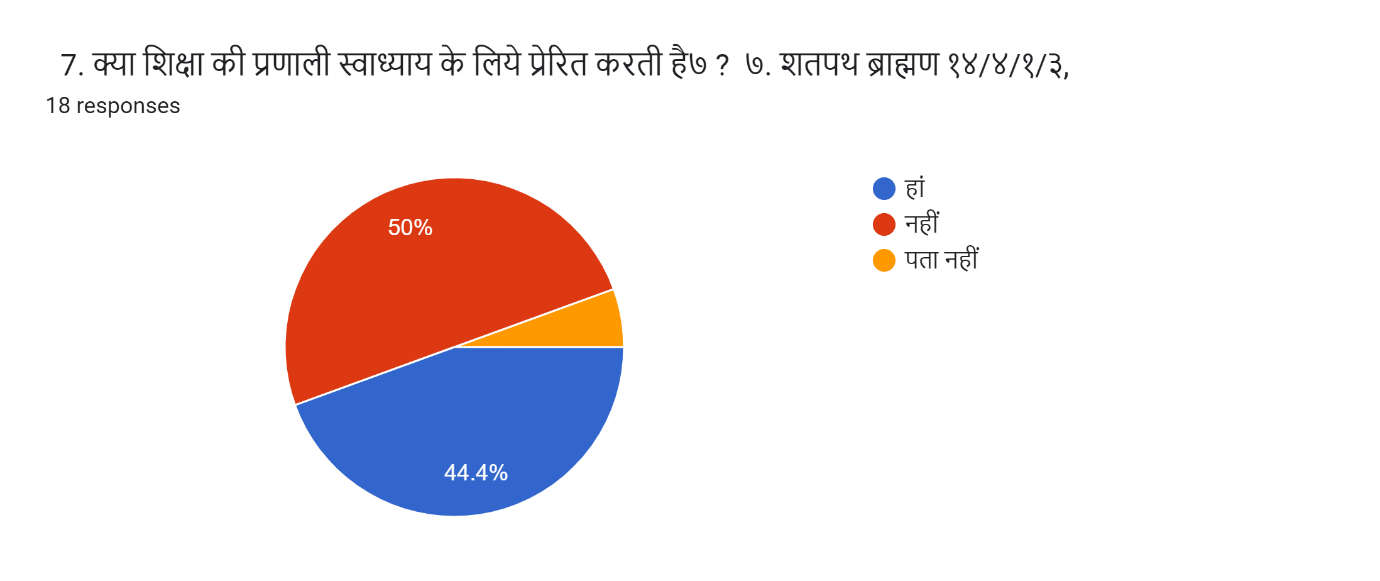 7. क्या शिक्षा की प्रणाली स्वाध्याय के लिये प्रेरित करती है७ ? ७. शतपथ ब्राह्मण १४/४/१/३,
18 responses
हां
नहीं
पता नहीं
50%
44.4%